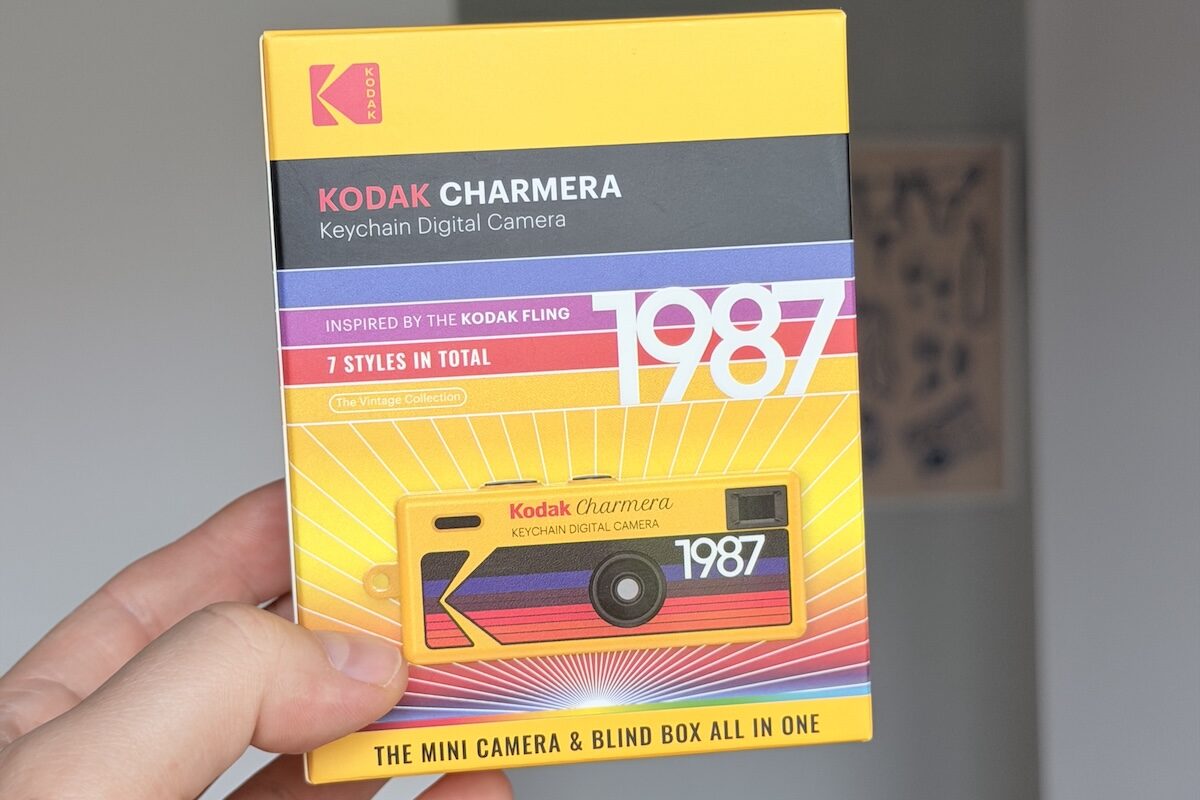 KODAK
KODAK CHARMERA
Keychain Digital Camera
INSPIRED BY THE KODAK FLING
1987
7 STYLES IN TOTAL
The Vintage Collection
Kodak Charmera
KEYCHAIN DIGITAL CAMERA
1987
THE MINI CAMERA & BLIND BOX ALL IN ONE